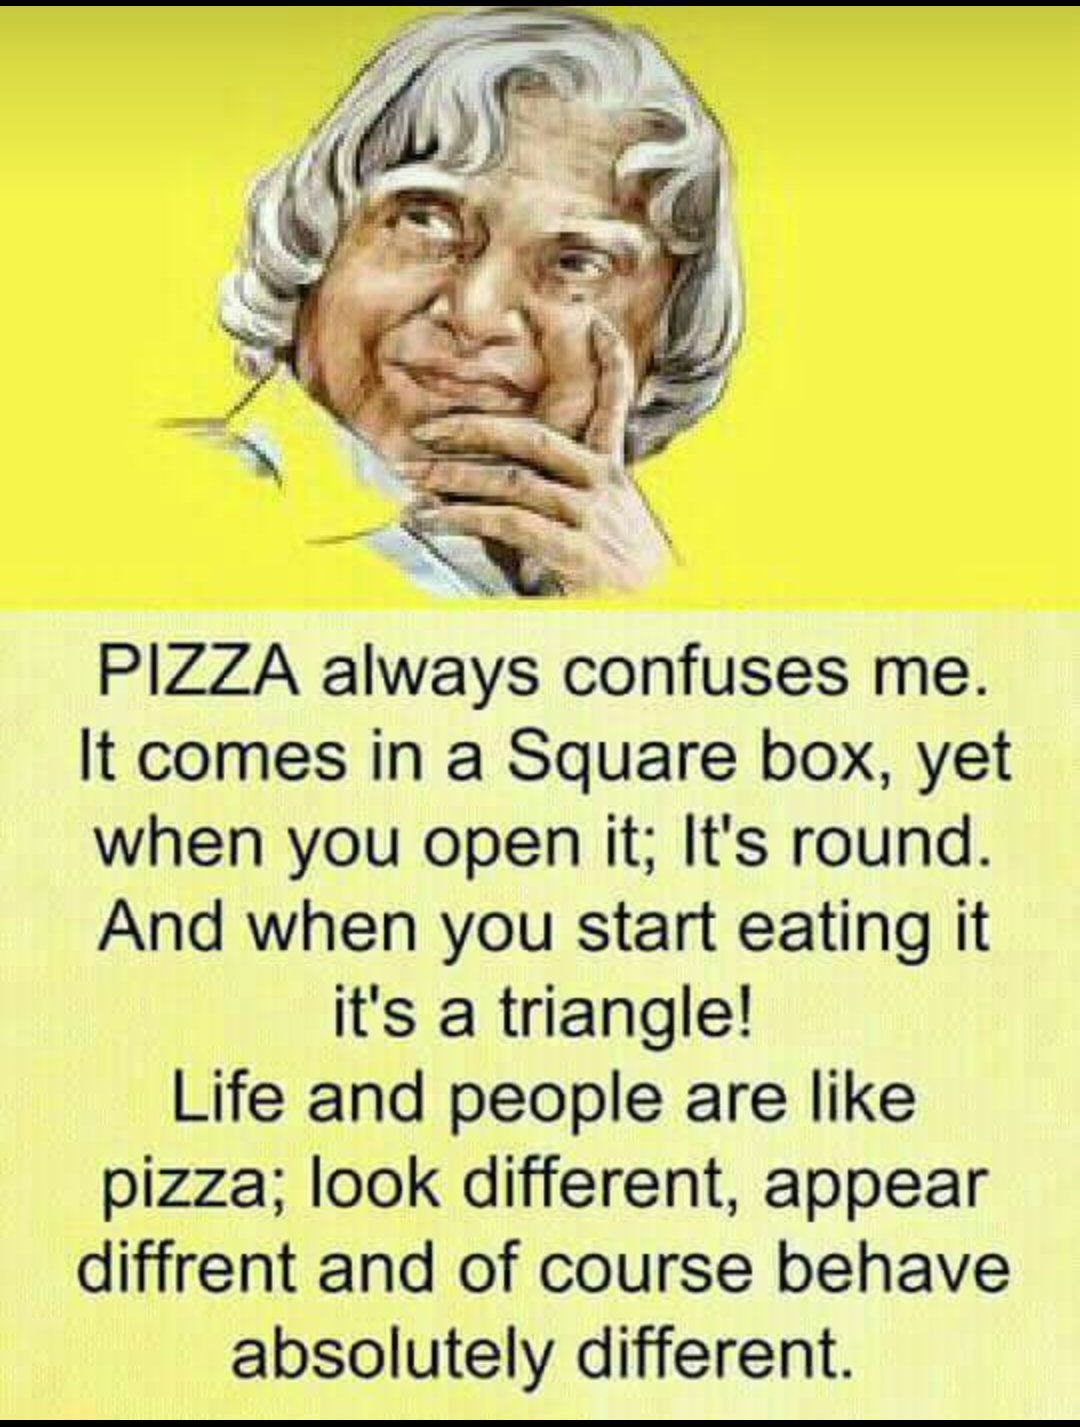 PIZZA always confuses me.
It comes in a Square box, yet
when you open it; It's round.
And when you start eating it
it's a triangle!
Life and people are like
pizza; look different, appear
diffrent and of course behave
absolutely different.